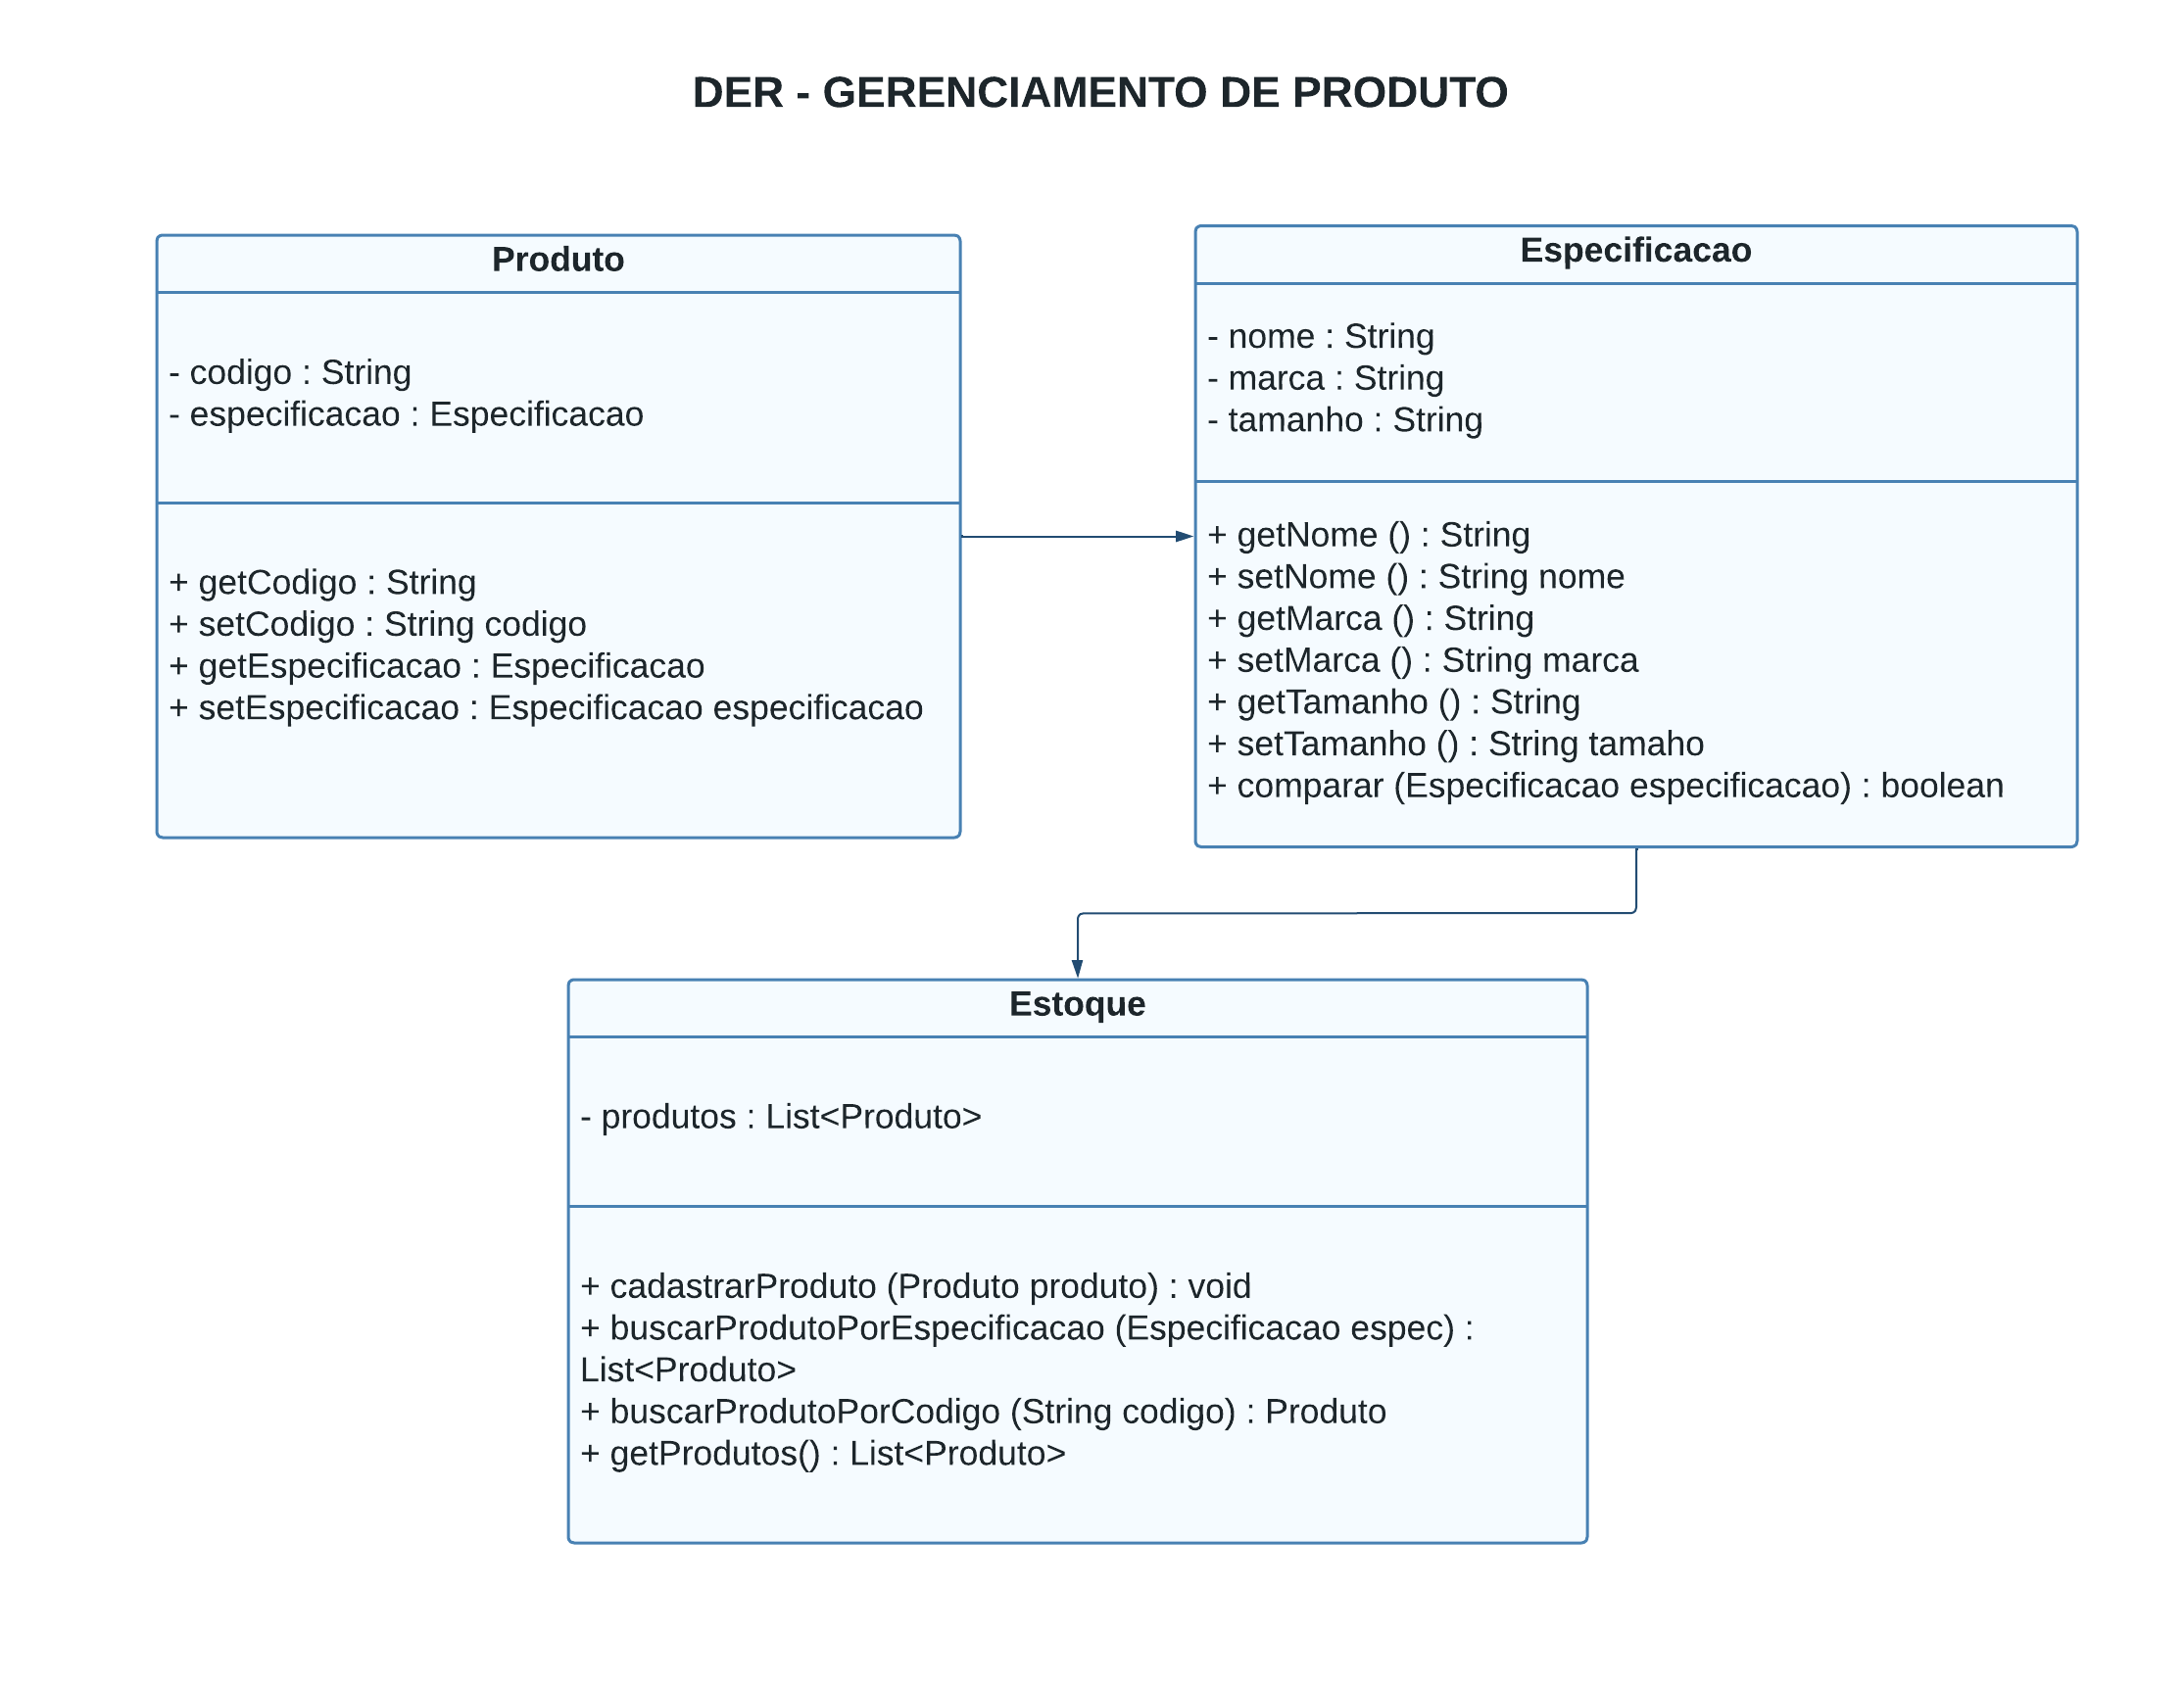 DER - GERENCIAMENTO DE PRODUTO
Produto
- codigo : String
- especificacao : Especificacao
+ getCodigo : String
+ setCodigo : String codigo
+ getEspecificacao : Especificacao
+ setEspecificacao : Especificacao especificacao
Especificacao
- nome : String
- marca : String
- tamanho : String
+ getNome () : String
+ setNome () : String nome
+ getMarca () : String
+ setMarca () : String marca
+ getTamanho () : String
+ setTamanho () : String tamaho
+ comparar (Especificacao especificacao) : boolean
Estoque
- produtos : List<Produto>
+ cadastrarProduto (Produto produto) : void
+ buscarProdutoPorEspecificacao (Especificacao espec) :
List<Produto>
+ buscarProdutoPorCodigo (String codigo) : Produto
+ getProdutos() : List<Produto>